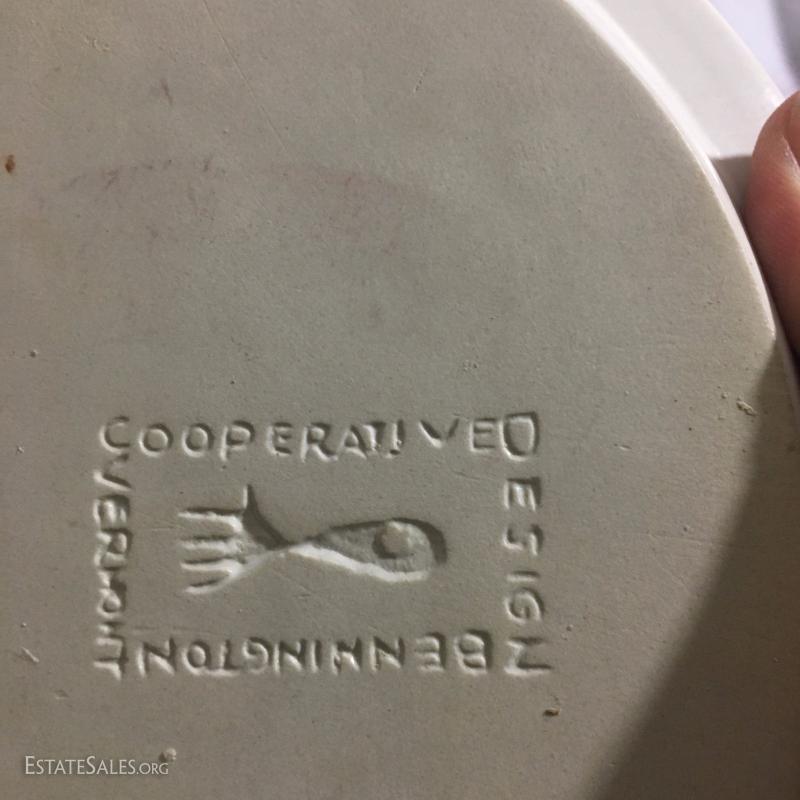 COOPERATIVE
DESIGN
BENNINGTON
VERMONT
ESTATESALES.ORG